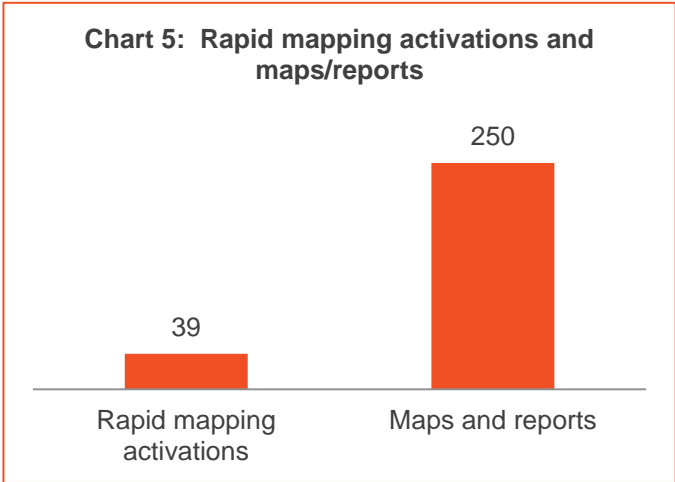 Chart 5:  Rapid mapping activations and
maps/reports
250
39
Rapid mapping
activations
Maps and reports